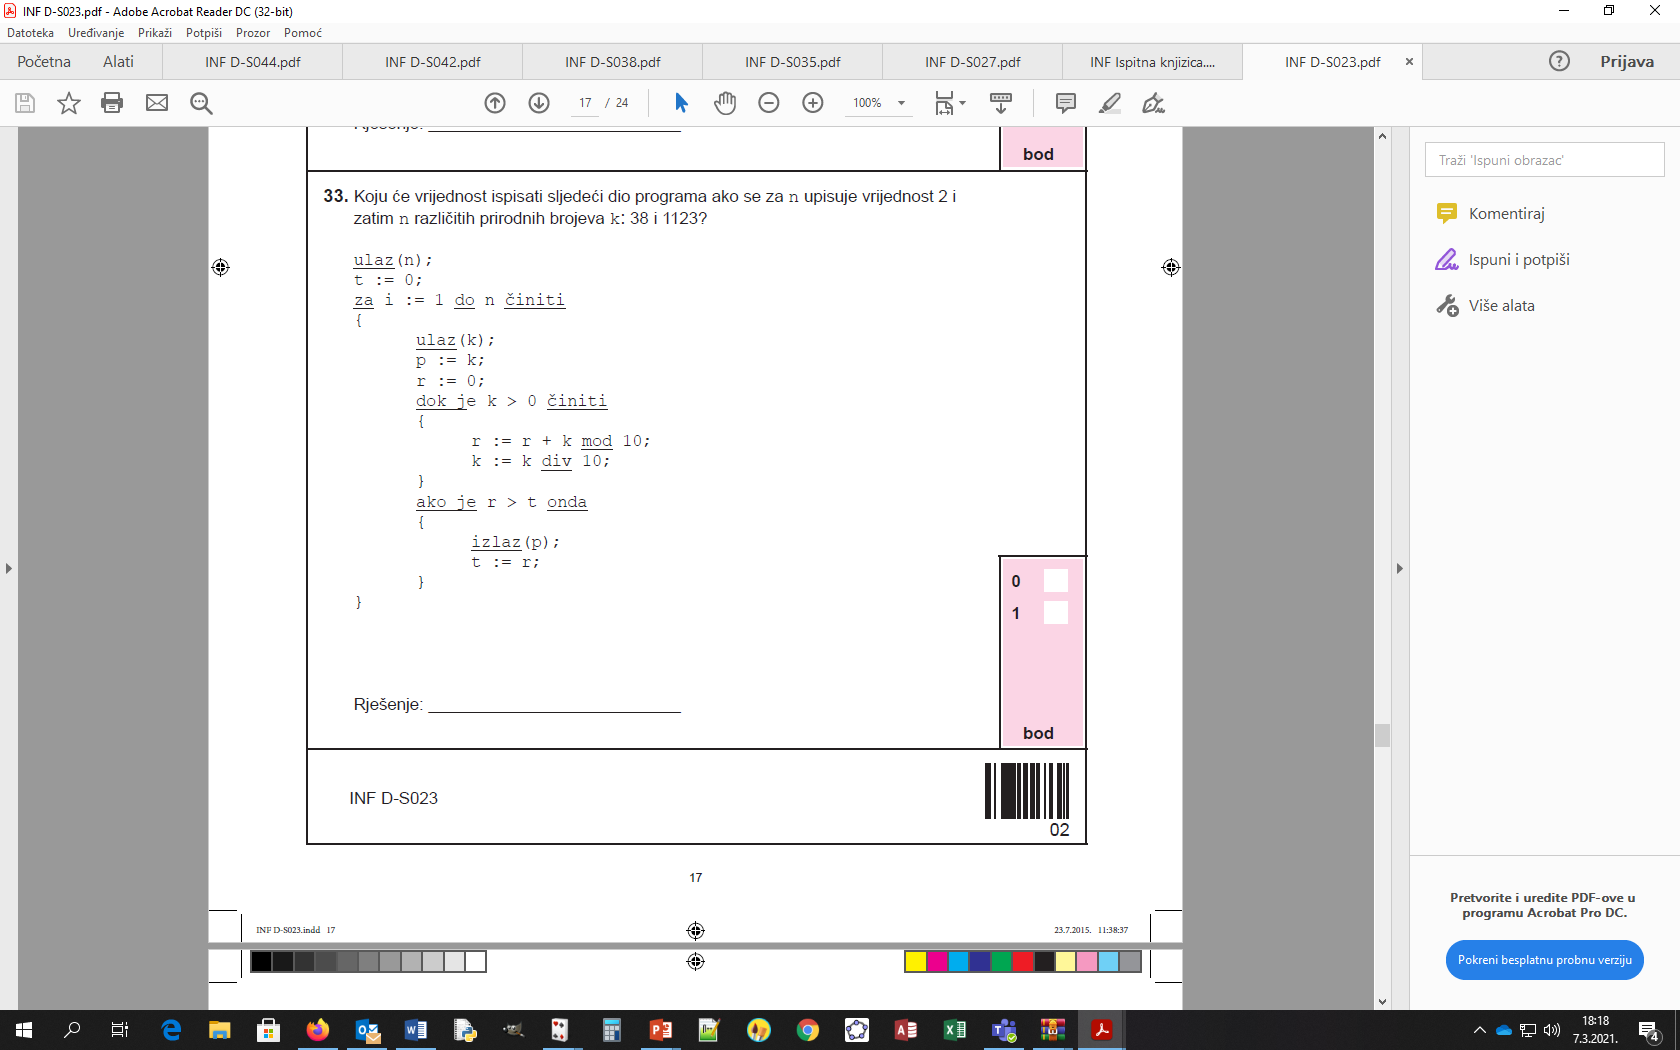 INF D-S023.pdf - Adobe Acrobat Reader DC (32-bit)
Datoteka Uređivanje Prikaži Potpiši Prozor Pomoć
Početna Alati INF D-S044.pdf INF D-S042.pdf INF D-S038.pdf INF D-S035.pdf INF D-S027.pdf INF Ispitna knjizica.... INF D-S023.pdf × Prijava
17 / 24 100%
Rješenje:
bod
33. Koju će vrijednost ispisati sljedeći dio programa ako se za n upisuje vrijednost 2 i
zatim n različitih prirodnih brojeva k: 38 i 1123?
ulaz(n);
t := 0;
za i := 1 do n činiti
{
ulaz(k);
p := k;
r := 0;
dok je k > 0 činiti
{
r := r + k mod 10;
k := k div 10;
}
ako je r > t onda
{
izlaz(p);
t := r;
}
}
0
1
Rješenje:
bod
INF D-S023
02
17
INF D-S023.indd 17
23.7.2015. 11:38:37
Traži 'Ispuni obrazac'
Komentiraj
Ispuni i potpiši
Više alata
Pretvorite i uredite PDF-ove u
programu Acrobat Pro DC.
Pokreni besplatnu probnu verziju
18:18
7.3.2021.
4